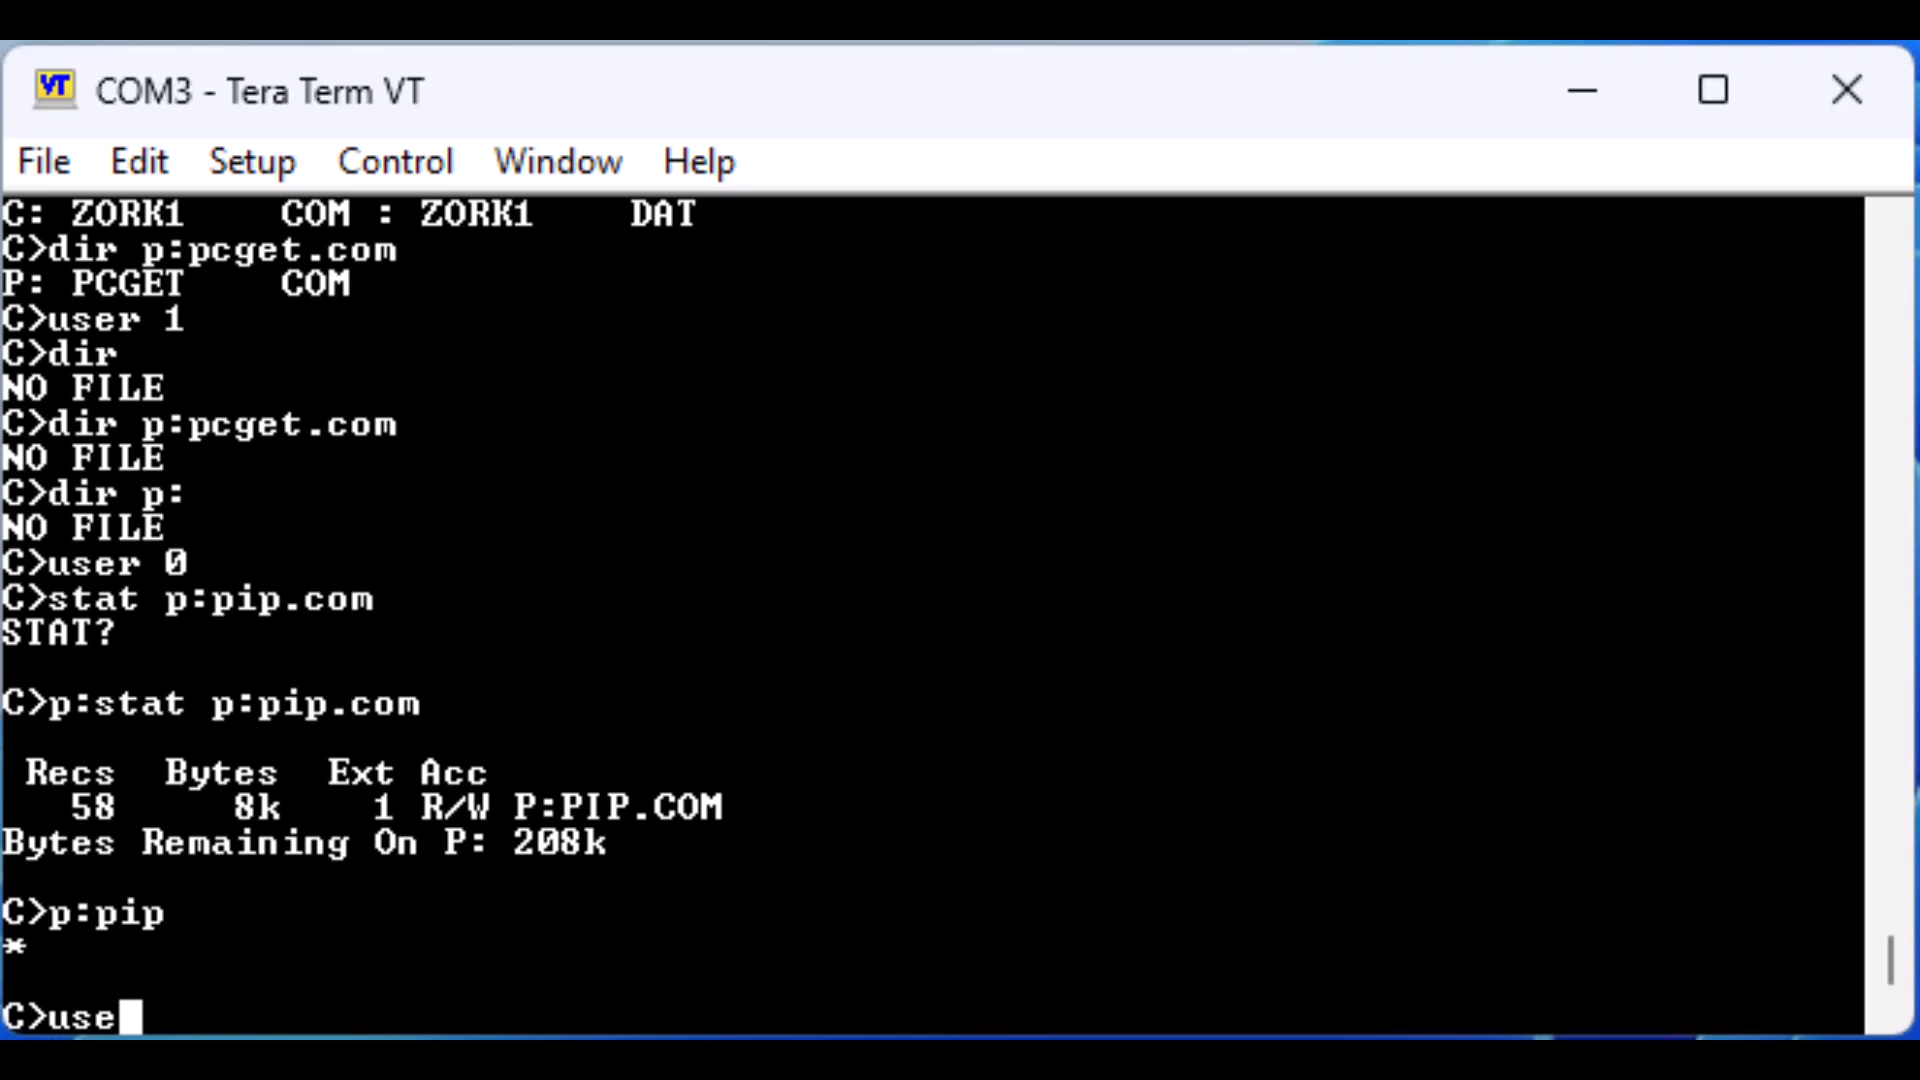 VT COM3 - Tera Term VT
File Edit Setup Control Window Help
C: ZORK1    COM : ZORK1    DAT
C>dir p:pcget.com
P: PCGET    COM
C>user 1
C>dir
NO FILE
C>dir p:pcget.com
NO FILE
C>dir p:
NO FILE
C>user 0
C>stat p:pip.com
STAT?
C>p:stat p:pip.com
 Recs  Bytes  Ext Acc
   58     8k    1 R/W P:PIP.COM
Bytes Remaining On P: 208k
C>p:pip
*
C>use